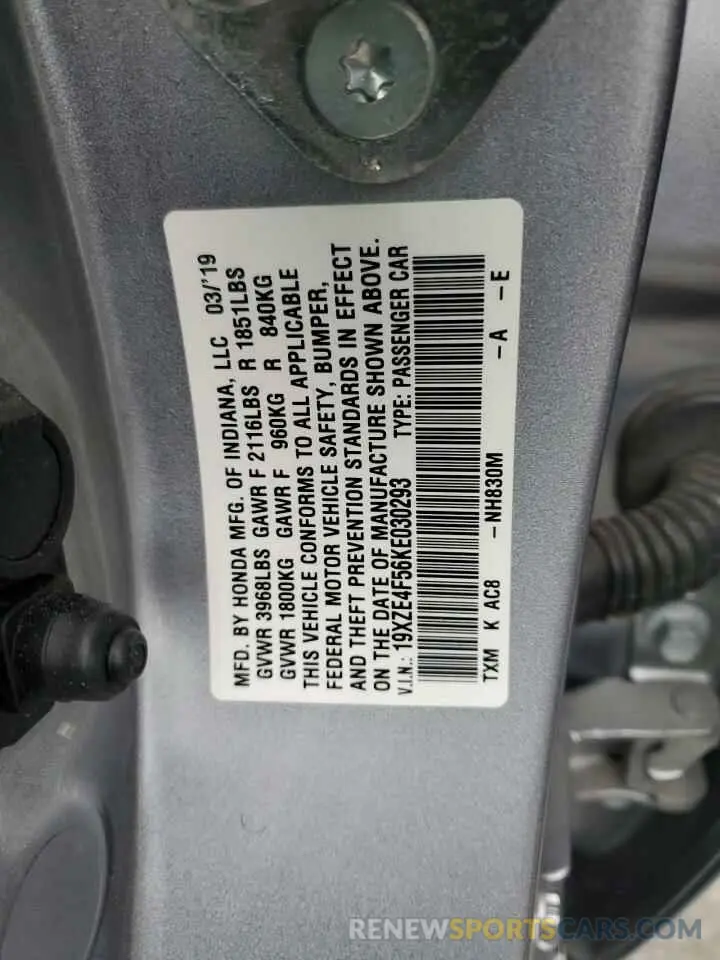 MFD. BY HONDA MFG. OF INDIANA, LLC 03/'19
GVWR 3968LBS GAWR F 2116LBS R 1851LBS
GVWR 1800KG GAWR F 960KG R 840KG
THIS VEHICLE CONFORMS TO ALL APPLICABLE
FEDERAL MOTOR VEHICLE SAFETY, BUMPER,
AND THEFT PREVENTION STANDARDS IN EFFECT
ON THE DATE OF MANUFACTURE SHOWN ABOVE.
V.I.N.: 19XZE4F56KE030293 TYPE: PASSENGER CAR
TXM K AC8 -NH830M -A -E
RENEWSPORTSCARS.COM